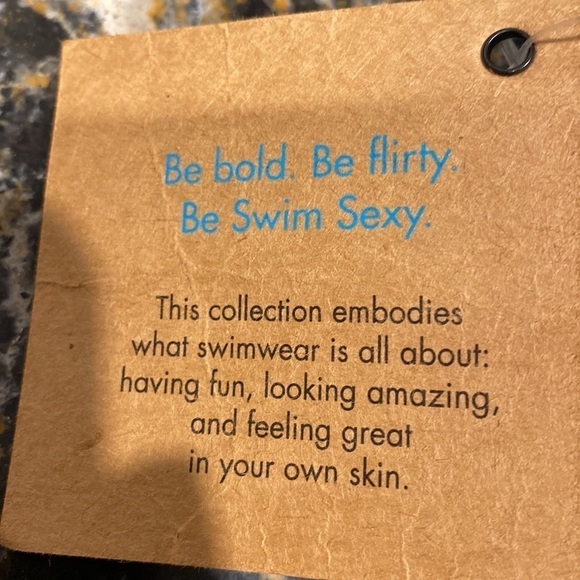 Be bold. Be flirty.
Be Swim Sexy.
This collection embodies
what swimwear is all about:
having fun, looking amazing,
and feeling great
in your own skin.